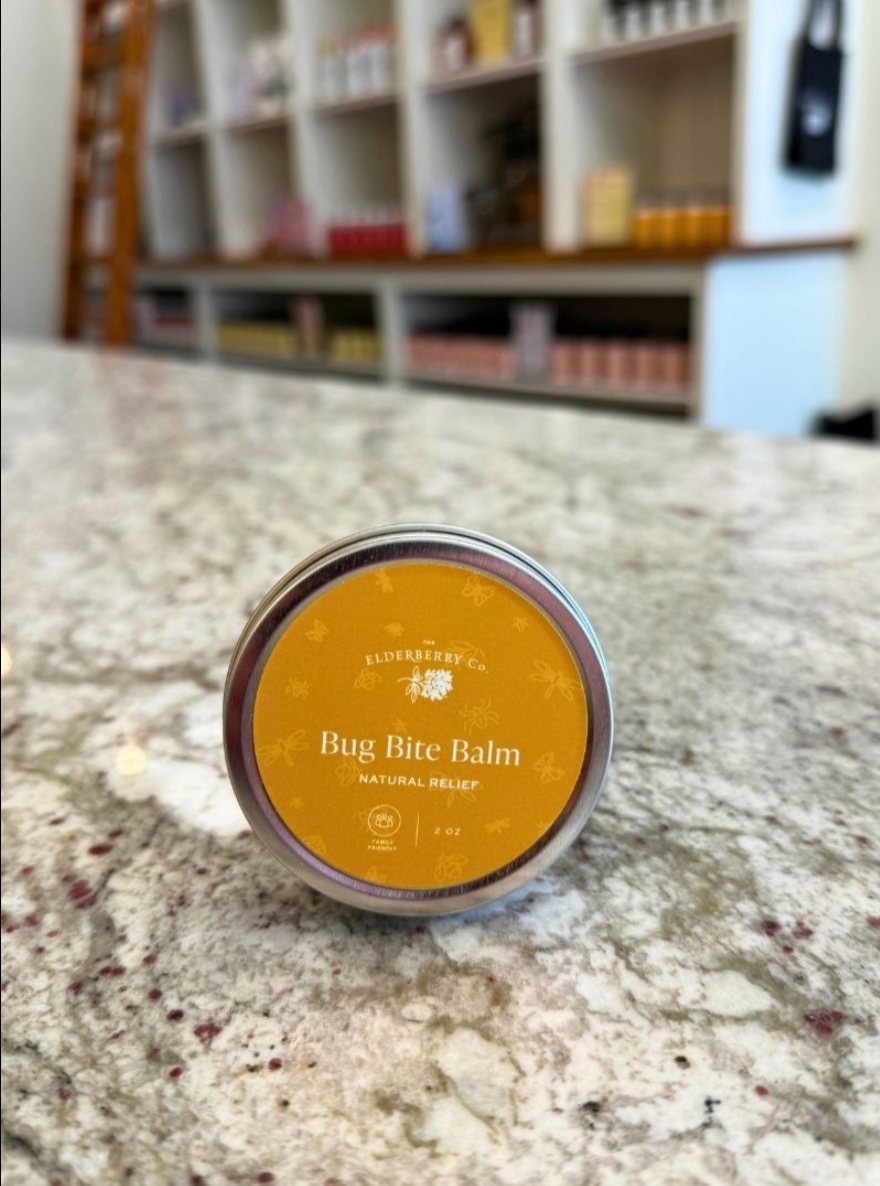 THE
ELDERBERRY Co.
Bug Bite Balm
NATURAL RELIEF
FAMILY
FRIENDLY
2 OZ